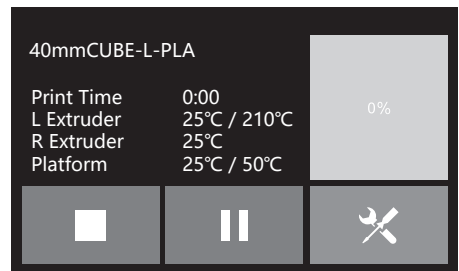 40mmCUBE-L-PLA
Print Time 0:00
L Extruder 25℃ / 210℃
R Extruder 25℃
Platform 25℃ / 50℃
0%